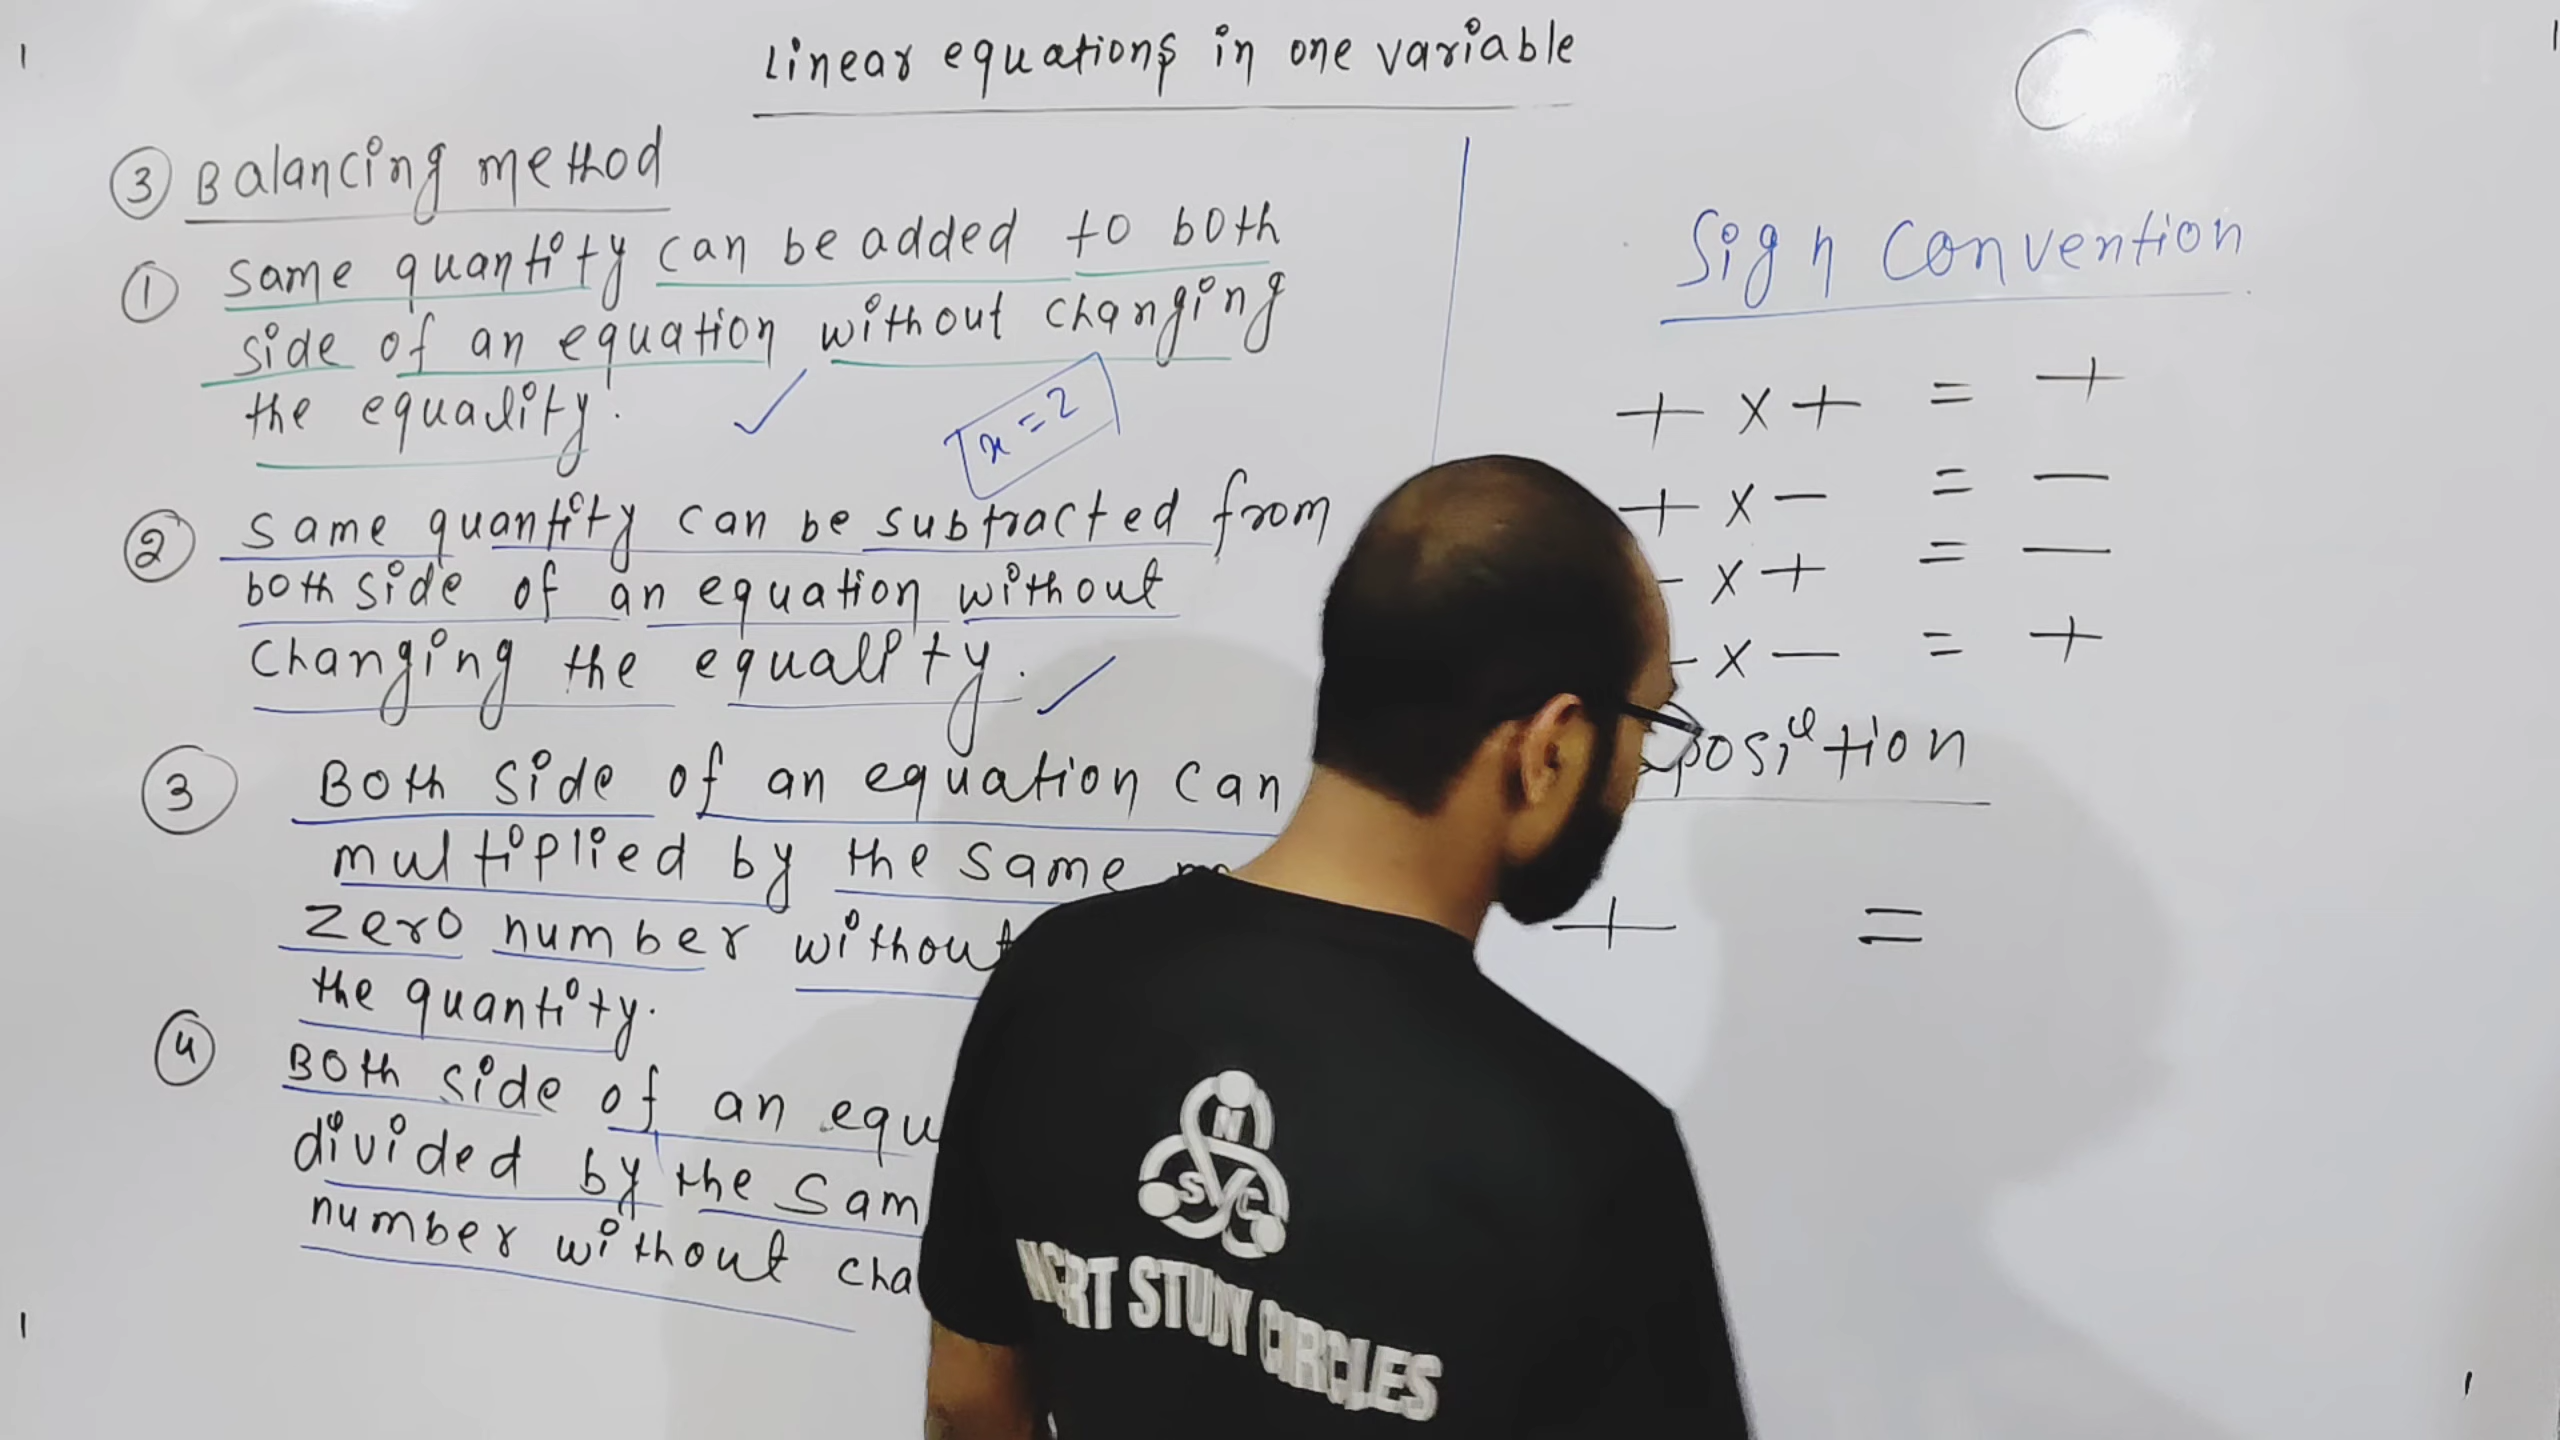 Linear equations in one variable
③ Balancing method
① same quantity can be added to both
side of an equation without changing
the equality.
x = 2
② same quantity can be subtracted from
both side of an equation without
changing the equality.
③ Both side of an equation can
multiplied by the same
zero number without
the quantity.
④ Both side of an equ
divided by the Sam
number without cha
Sign Convention
+ x + = +
+ x - = -
- x + = -
- x - = +
position
+ =
N
S Y C
NCERT STUDY CIRCLES